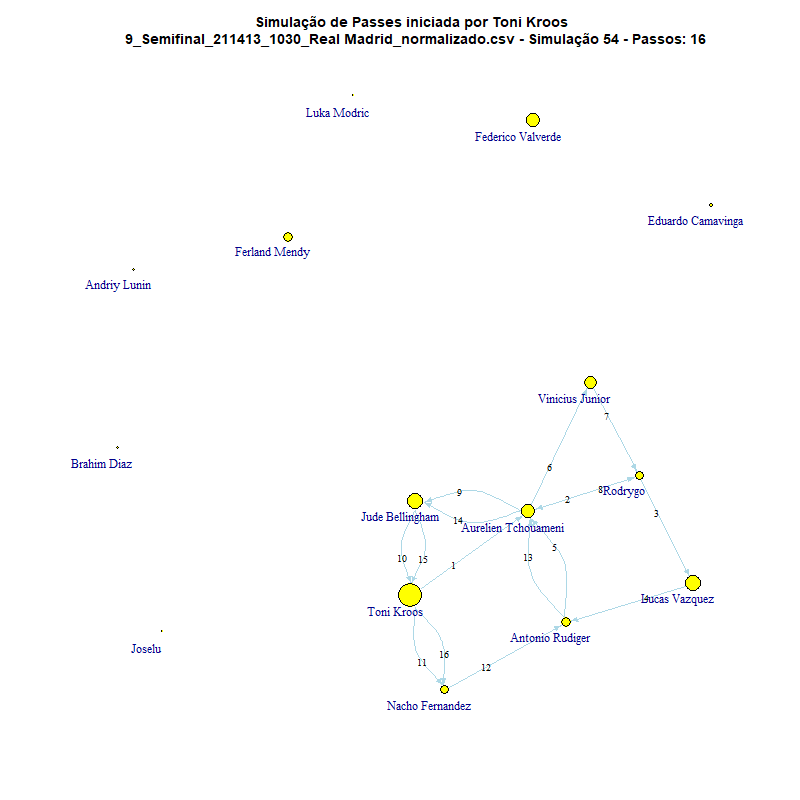 Simulação de Passes iniciada por Toni Kroos
9_Semifinal_211413_1030_Real Madrid_normalizado.csv - Simulação 54 - Passos: 16
Luka Modric
Federico Valverde
Eduardo Camavinga
Ferland Mendy
Andriy Lunin
Vinicius Junior
7
Brahim Diaz
6
Rodrygo
8
9
2
3
Jude Bellingham
14
Aurelien Tchouameni
5
10
15
13
1
4
Lucas Vazquez
Toni Kroos
Antonio Rudiger
Joselu
16
11
12
Nacho Fernandez